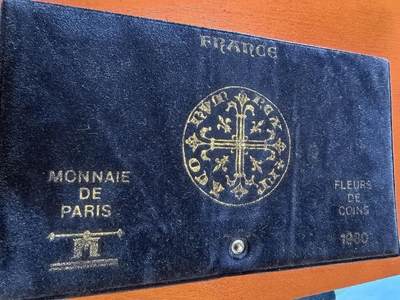 FRANCE
MONNAIE
DE
PARIS
FLEURS
DE
COINS
1980